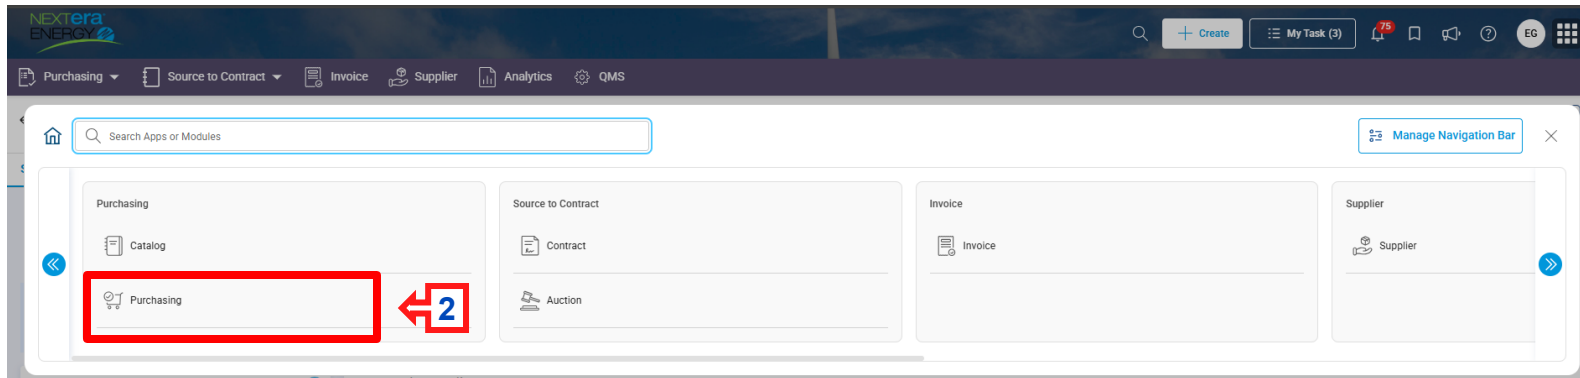 NEXTera
ENERGY
+ Create
My Task (3)
75
EG
Purchasing
Source to Contract
Invoice
Supplier
Analytics
QMS
Search Apps or Modules
Manage Navigation Bar
Purchasing
Source to Contract
Invoice
Supplier
Catalog
Contract
Invoice
Supplier
Purchasing
2
Auction